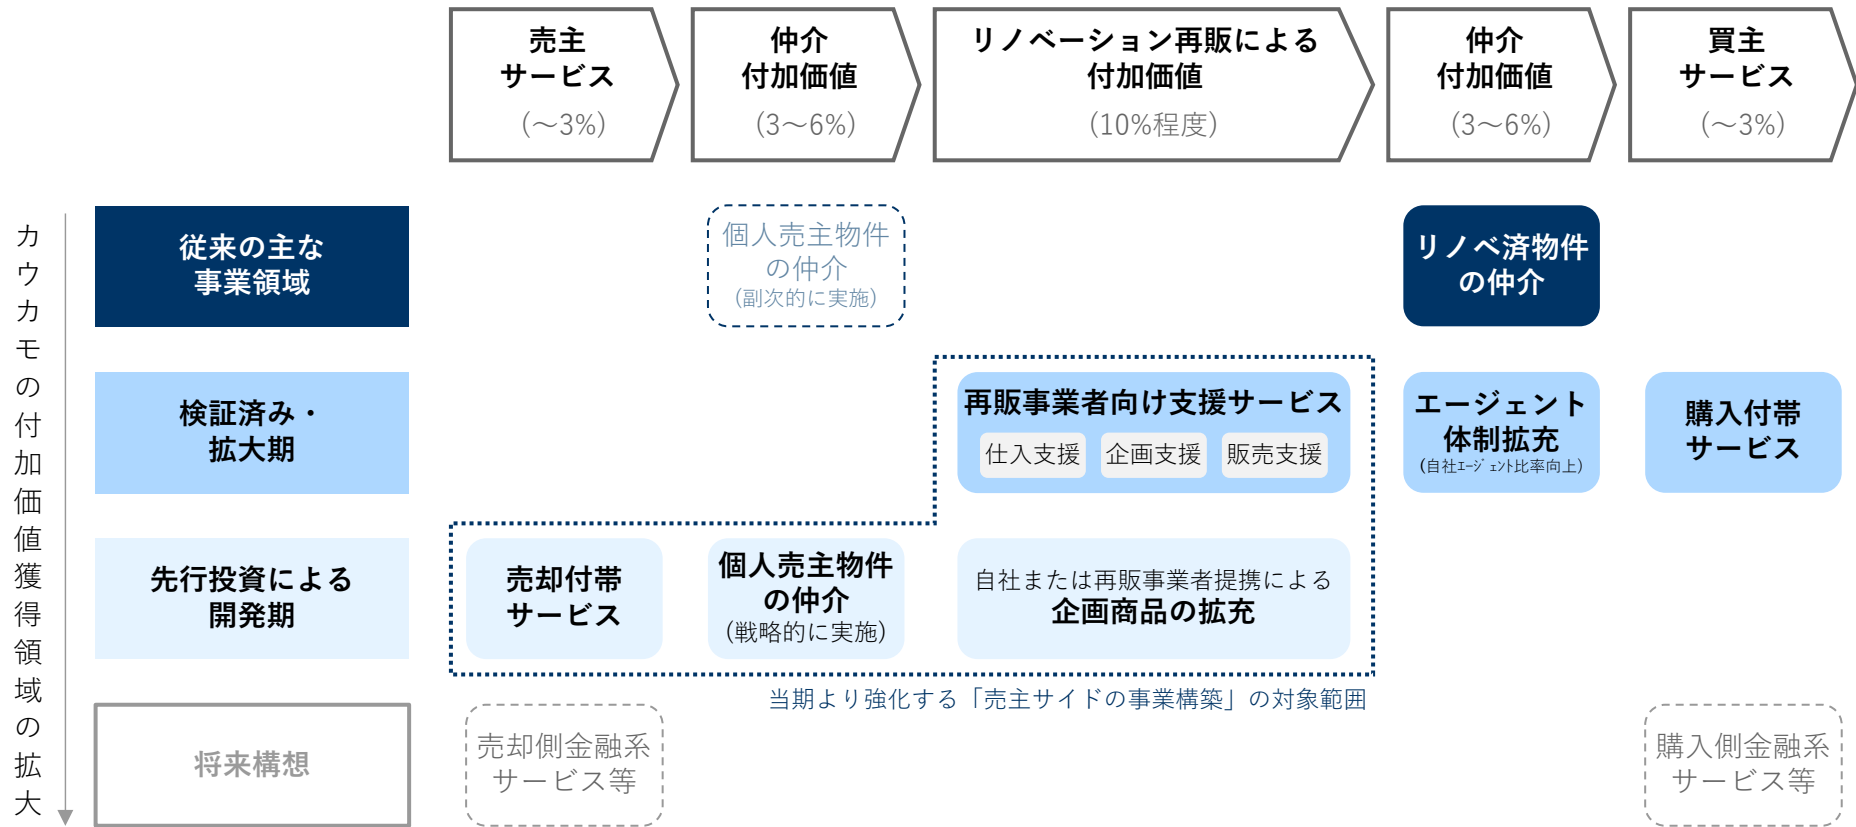 売主
サービス
(～3%)
仲介
付加価値
(3～6%)
リノベーション再販による
付加価値
(10%程度)
仲介
付加価値
(3～6%)
買主
サービス
(～3%)
カウカモの付加価値獲得領域の拡大
従来の主な
事業領域
個人売主物件
の仲介
(副次的に実施)
リノベ済物件
の仲介
検証済み・
拡大期
再販事業者向け支援サービス
仕入支援
企画支援
販売支援
エージェント
体制拡充
(自社ｴｰｼﾞｪﾝﾄ比率向上)
購入付帯
サービス
先行投資による
開発期
売却付帯
サービス
個人売主物件
の仲介
(戦略的に実施)
自社または再販事業者提携による
企画商品の拡充
当期より強化する「売主サイドの事業構築」の対象範囲
将来構想
売却側金融系
サービス等
購入側金融系
サービス等